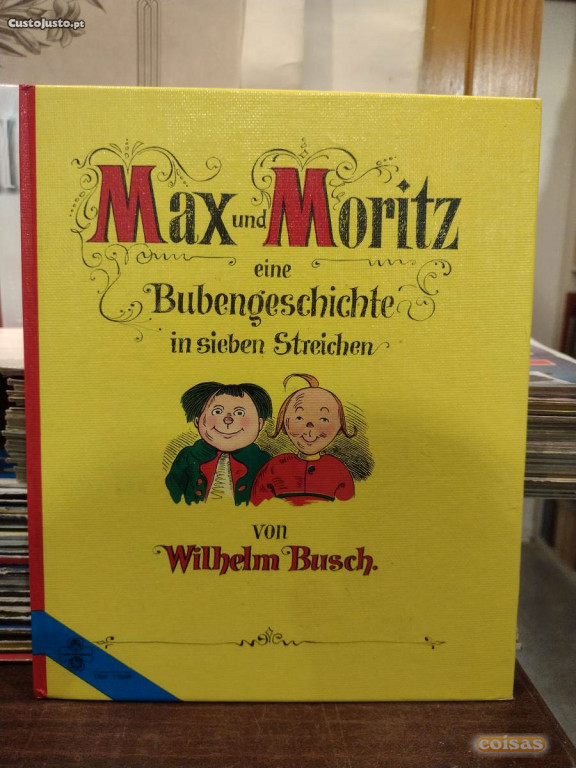 CustoJusto.pt
Max und Moritz
eine
Bubengeschichte
in sieben Streichen
von
Wilhelm Busch.
coisas